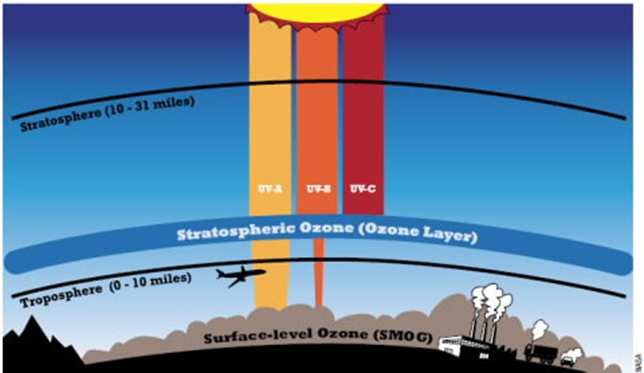 Stratosphere (10 - 31 miles)
UV-A UV-B UV-C
Stratospheric Ozone (Ozone Layer)
Troposphere (0 - 10 miles)
Surface-level Ozone (SMOG)
NASA